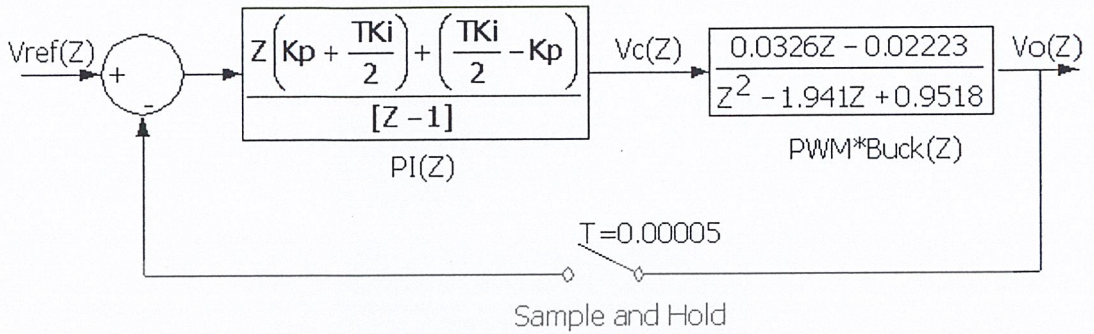 Vref(Z)
+
-
Z(Kp + TKi/2) + (TKi/2 - Kp)
[Z-1]
PI(Z)
Vc(Z)
0.0326Z - 0.02223
Z² - 1.941Z + 0.9518
PWM*Buck(Z)
Vo(Z)
T=0.00005
Sample and Hold